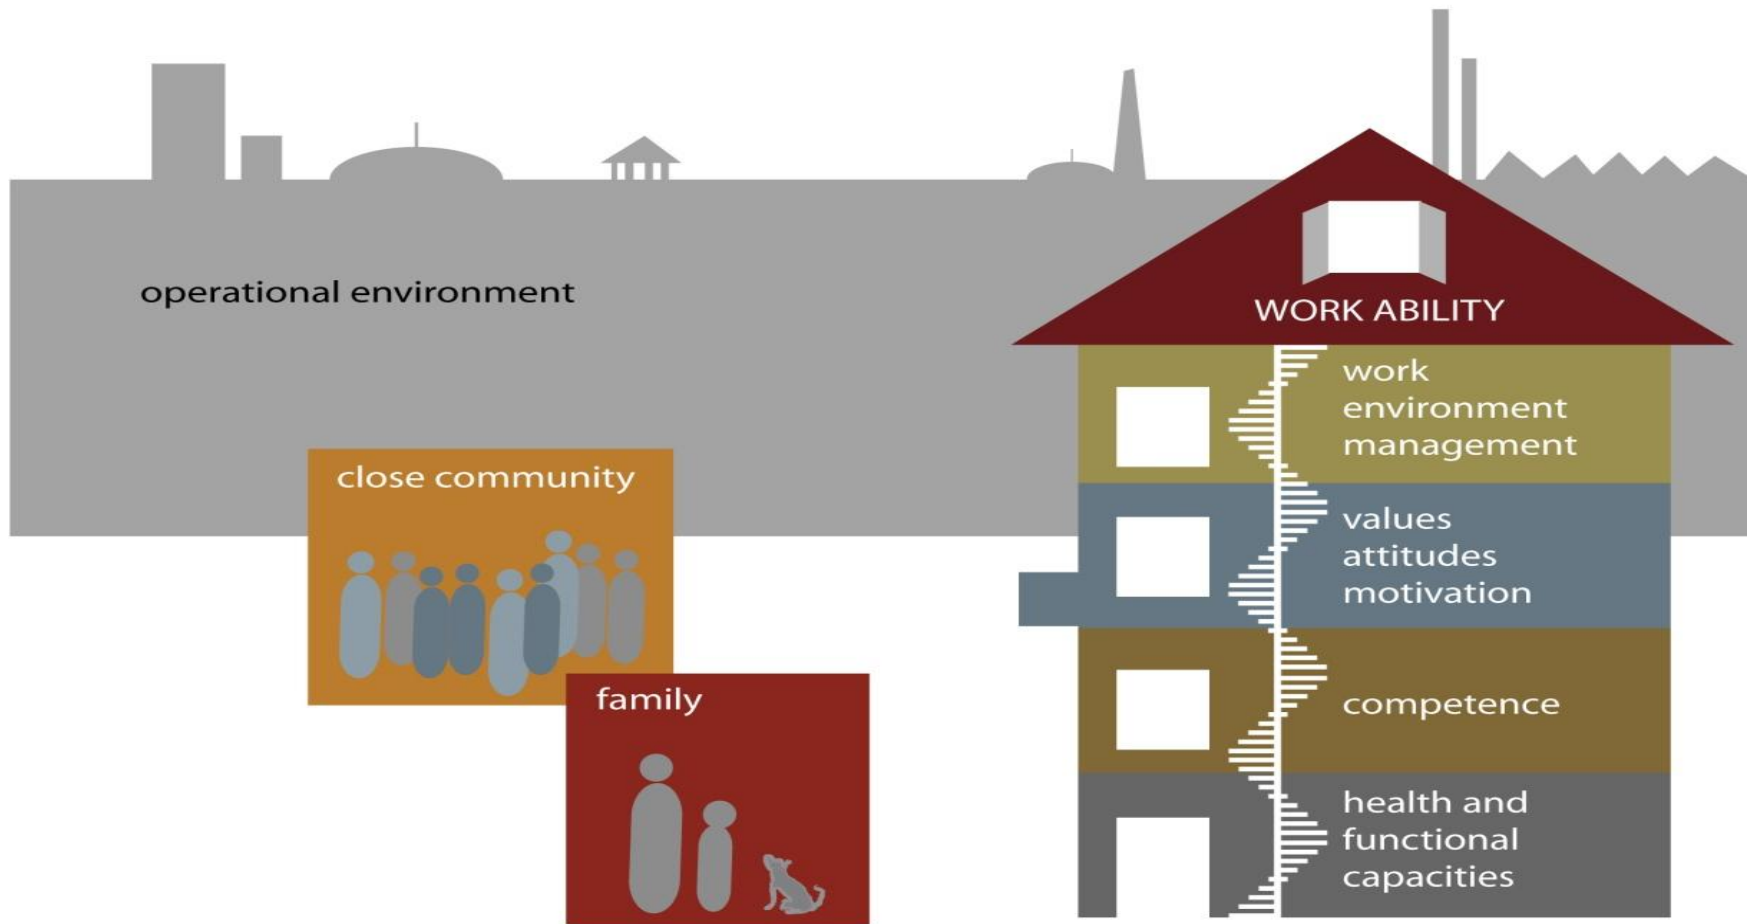 operational environment
WORK ABILITY
work
environment
management
close community
values
attitudes
motivation
family
competence
health and
functional
capacities